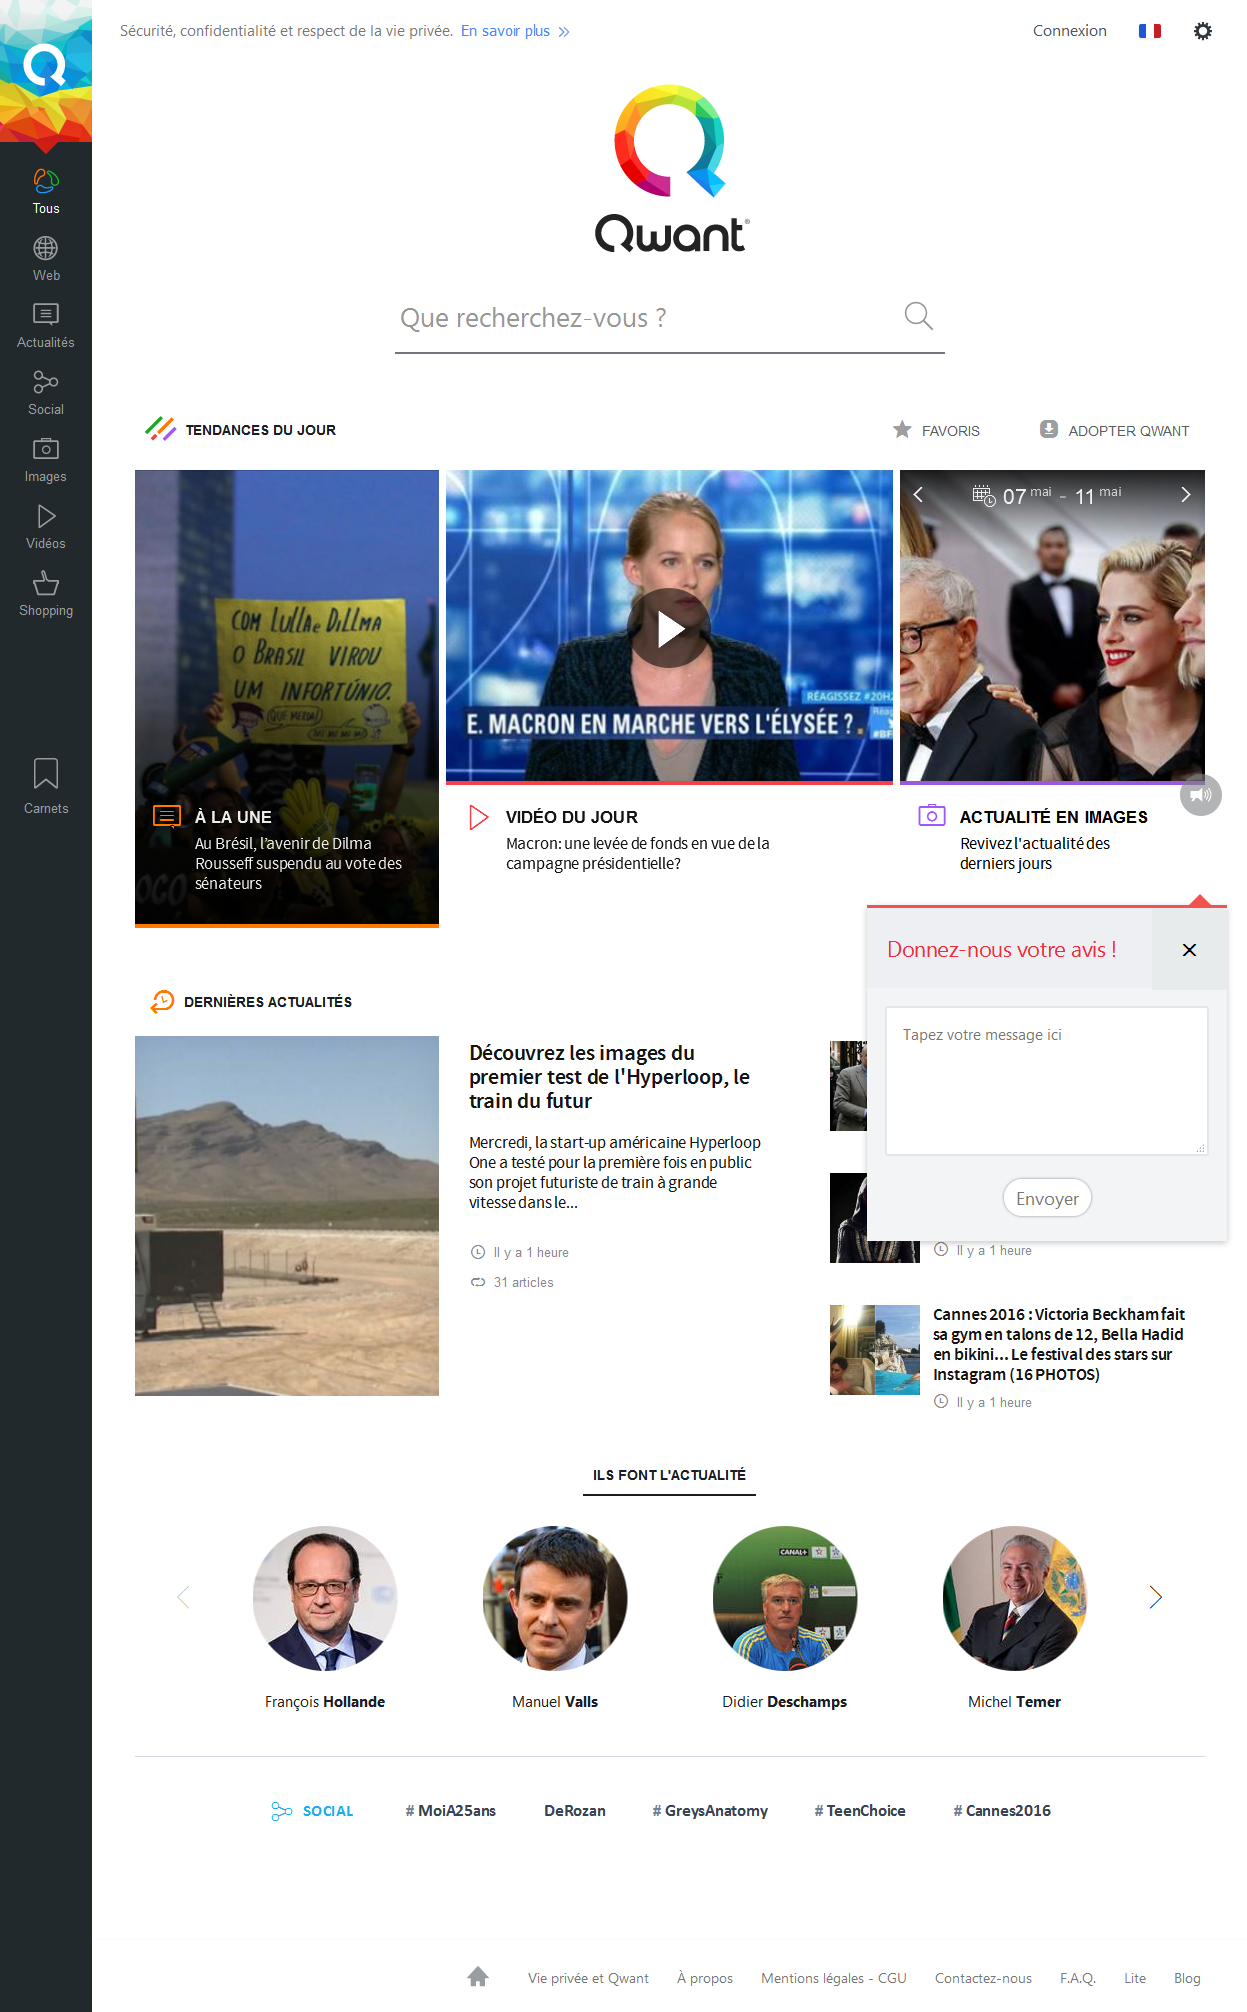 Sécurité, confidentialité et respect de la vie privée. En savoir plus »
Connexion
Qwant®
Que recherchez-vous ?
Tous
Web
Actualités
Social
Images
Vidéos
Shopping
Carnets
TENDANCES DU JOUR
FAVORIS
ADOPTER QWANT
COM LULLA e DILLMA
O BRASIL VIROU
UM INFORTÚNIO.
À LA UNE
Au Brésil, l'avenir de Dilma
Rousseff suspendu au vote des
sénateurs
RÉAGISSEZ #20H
E. MACRON EN MARCHE VERS L'ÉLYSÉE ?
#BF
VIDÉO DU JOUR
Macron: une levée de fonds en vue de la
campagne présidentielle?
07 mai - 11 mai
ACTUALITÉ EN IMAGES
Revivez l'actualité des
derniers jours
Donnez-nous votre avis !
Tapez votre message ici
Envoyer
DERNIÈRES ACTUALITÉS
Découvrez les images du
premier test de l'Hyperloop, le
train du futur
Mercredi, la start-up américaine Hyperloop
One a testé pour la première fois en public
son projet futuriste de train à grande
vitesse dans le...
Il y a 1 heure
31 articles
Il y a 1 heure
Cannes 2016 : Victoria Beckham fait
sa gym en talons de 12, Bella Hadid
en bikini... Le festival des stars sur
Instagram (16 PHOTOS)
Il y a 1 heure
ILS FONT L'ACTUALITÉ
CANAL+
François Hollande
Manuel Valls
Didier Deschamps
Michel Temer
SOCIAL
# MoiA25ans
DeRozan
# GreysAnatomy
# TeenChoice
# Cannes2016
Vie privée et Qwant
À propos
Mentions légales - CGU
Contactez-nous
F.A.Q.
Lite
Blog